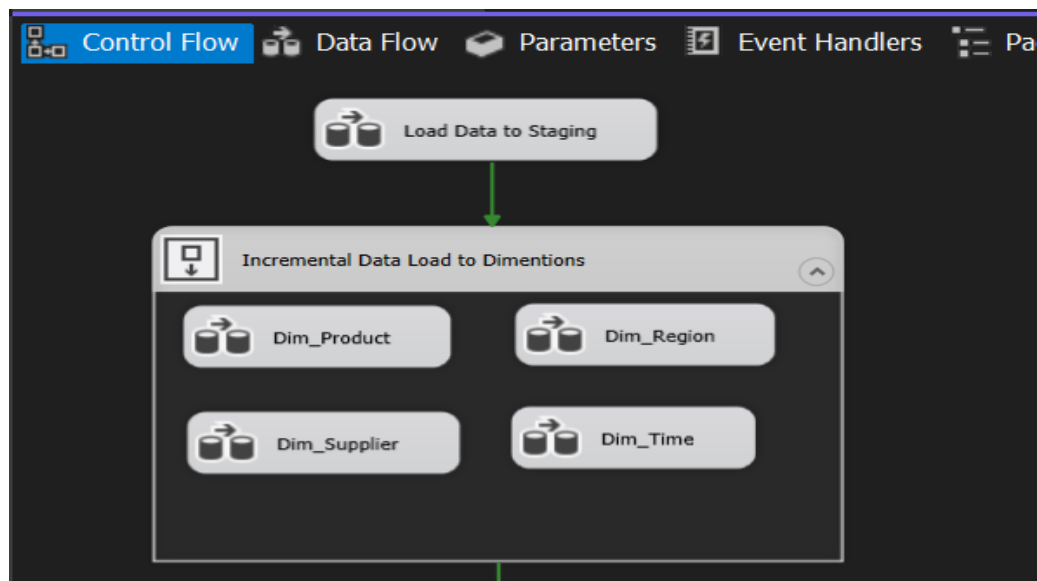 Control Flow Data Flow Parameters Event Handlers Pa
Load Data to Staging
Incremental Data Load to Dimentions
Dim_Product Dim_Region
Dim_Supplier Dim_Time